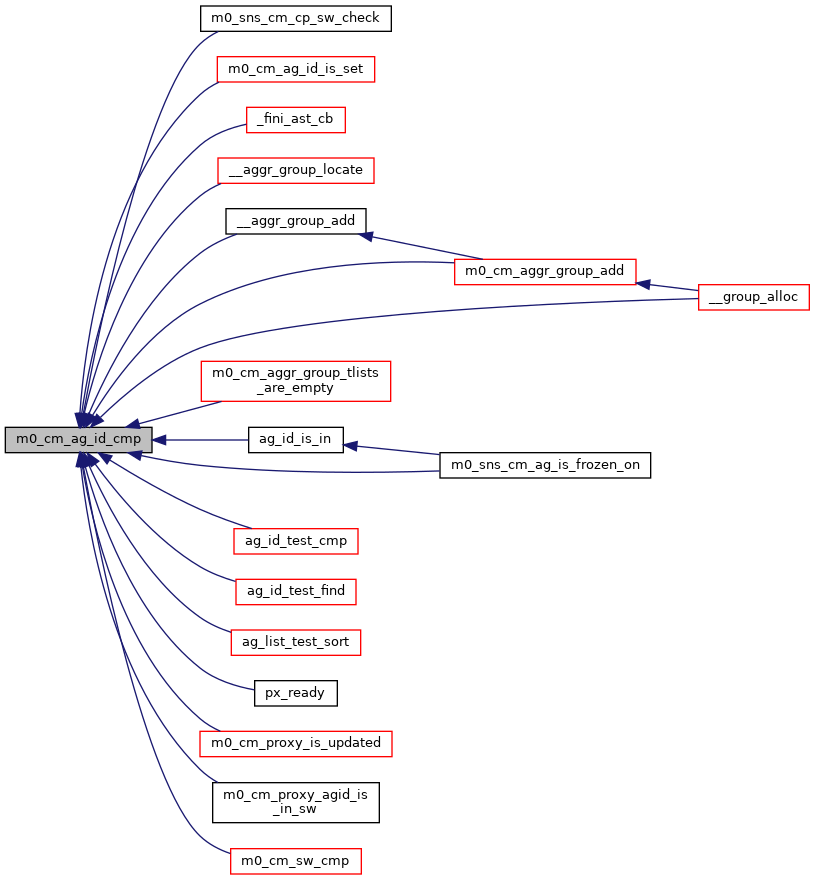 m0_sns_cm_cp_sw_check
m0_cm_ag_id_is_set
_fini_ast_cb
__aggr_group_locate
__aggr_group_add
m0_cm_aggr_group_add
__group_alloc
m0_cm_aggr_group_tlists
_are_empty
m0_cm_ag_id_cmp
ag_id_is_in
m0_sns_cm_ag_is_frozen_on
ag_id_test_cmp
ag_id_test_find
ag_list_test_sort
px_ready
m0_cm_proxy_is_updated
m0_cm_proxy_agid_is
_in_sw
m0_cm_sw_cmp